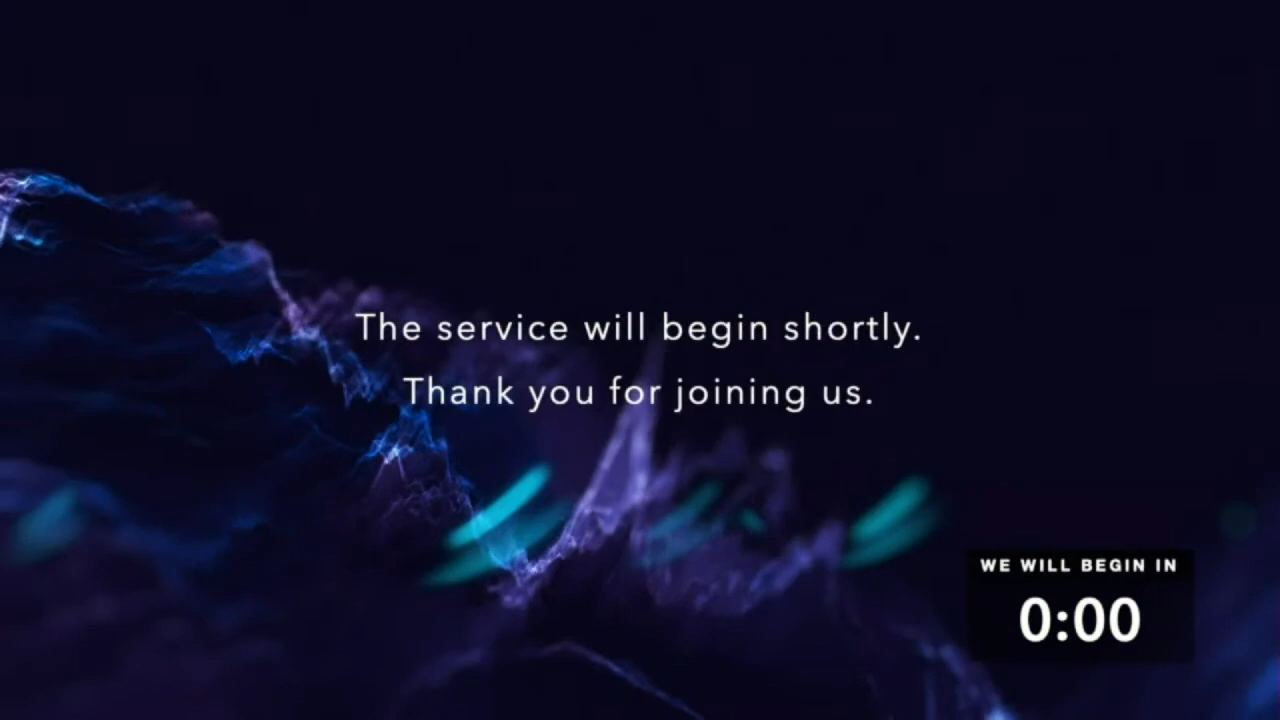 The service will begin shortly.
Thank you for joining us.
WE WILL BEGIN IN
0:00